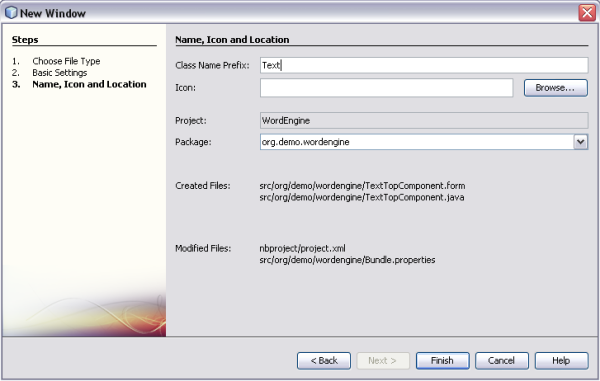 New Window
Steps
1. Choose File Type
2. Basic Settings
3. Name, Icon and Location
Name, Icon and Location
Class Name Prefix: Text
Icon: Browse...
Project: WordEngine
Package: org.demo.wordengine
Created Files: src/org/demo/wordengine/TextTopComponent.form
src/org/demo/wordengine/TextTopComponent.java
Modified Files: nbproject/project.xml
src/org/demo/wordengine/Bundle.properties
< Back Next > Finish Cancel Help